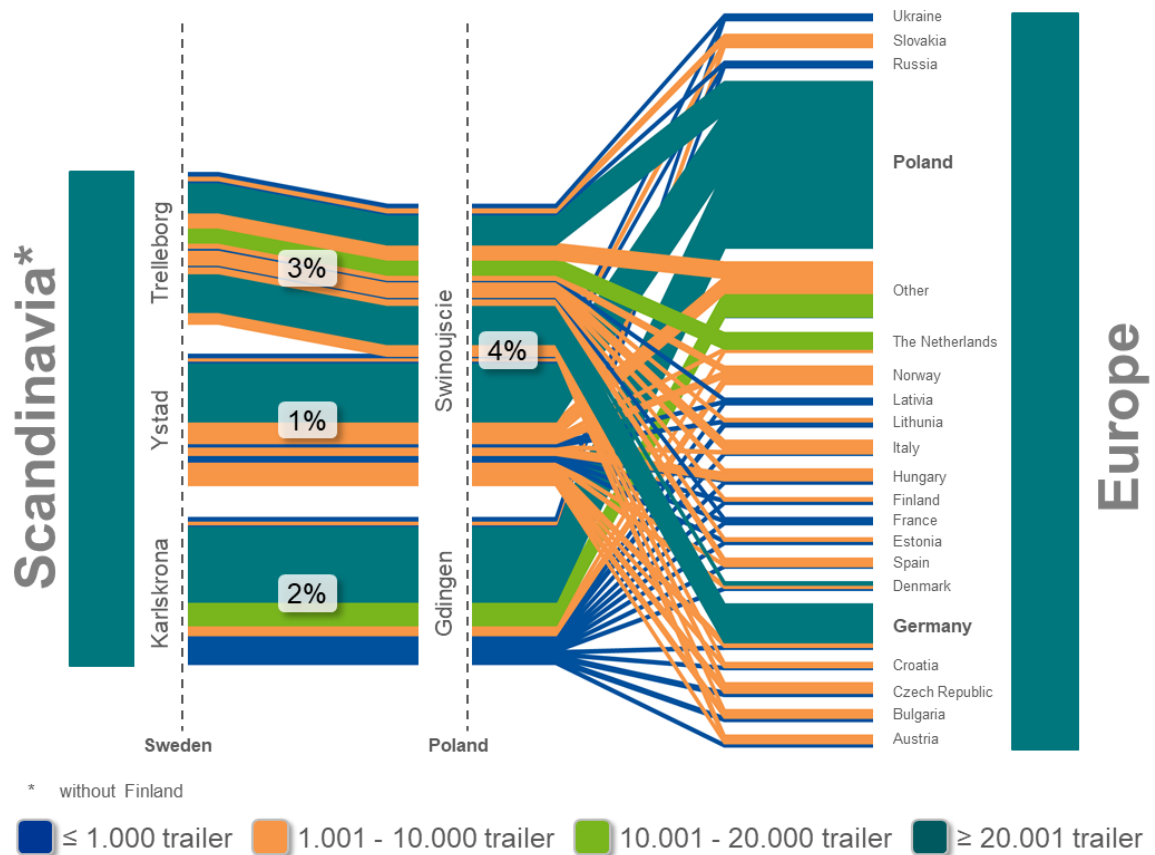 Scandinavia*
Trelleborg
Ystad
Karlskrona
3%
1%
2%
Swinoujscie
Gdingen
4%
Ukraine
Slovakia
Russia
Poland
Other
The Netherlands
Norway
Lativia
Lithunia
Italy
Hungary
Finland
France
Estonia
Spain
Denmark
Germany
Croatia
Czech Republic
Bulgaria
Austria
Europe
Sweden
Poland
* without Finland
≤ 1.000 trailer
1.001 - 10.000 trailer
10.001 - 20.000 trailer
≥ 20.001 trailer